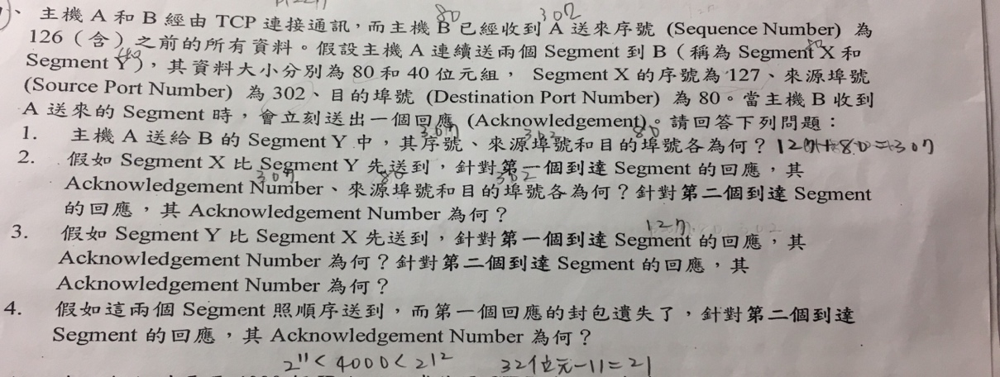 80 302
、主機 A 和 B 經由 TCP 連接通訊，而主機 B 已經收到 A 送來序號 (Sequence Number) 為
126（含）之前的所有資料。假設主機 A 連續送兩個 Segment 到 B（稱為 Segment X 和
Segment Y），其資料大小分別為 80 和 40 位元組， Segment X 的序號為 127、來源埠號
(Source Port Number) 為 302、目的埠號 (Destination Port Number) 為 80。當主機 B 收到
A 送來的 Segment 時，會立刻送出一個回應 (Acknowledgement)。請回答下列問題：
307 302 80
1. 主機 A 送給 B 的 Segment Y 中，其序號、來源埠號和目的埠號各為何？127+80=307
2. 假如 Segment X 比 Segment Y 先送到，針對第一個到達 Segment 的回應，其
307 80 302
Acknowledgement Number、來源埠號和目的埠號各為何？針對第二個到達 Segment
的回應，其 Acknowledgement Number 為何？
127
3. 假如 Segment Y 比 Segment X 先送到，針對第一個到達 Segment 的回應，其
Acknowledgement Number 為何？針對第二個到達 Segment 的回應，其
Acknowledgement Number 為何？
4. 假如這兩個 Segment 照順序送到，而第一個回應的封包遺失了，針對第二個到達
Segment 的回應，其 Acknowledgement Number 為何？
2¹¹<4000<2¹² 32位元-11=21